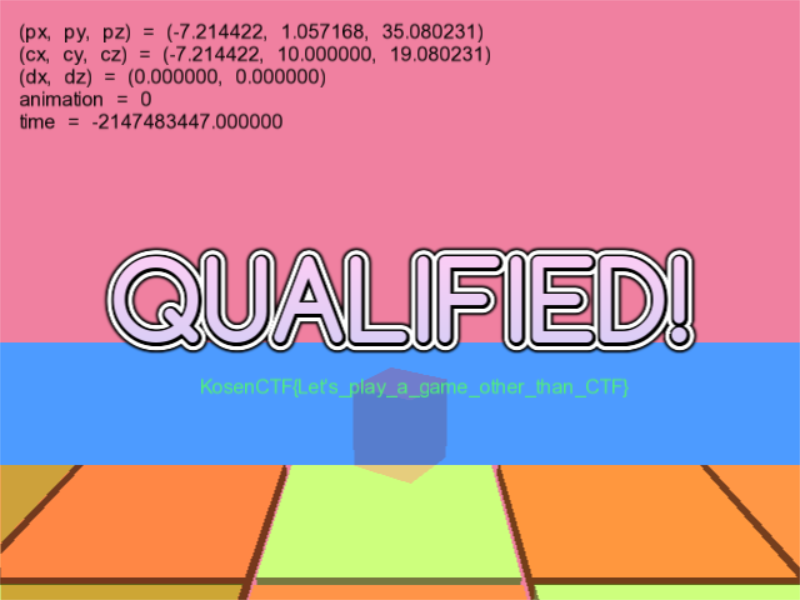 (px, py, pz) = (-7.214422, 1.057168, 35.080231)
(cx, cy, cz) = (-7.214422, 10.000000, 19.080231)
(dx, dz) = (0.000000, 0.000000)
animation = 0
time = -2147483447.000000
QUALIFIED!
KosenCTF{Let's_play_a_game_other_than_CTF}